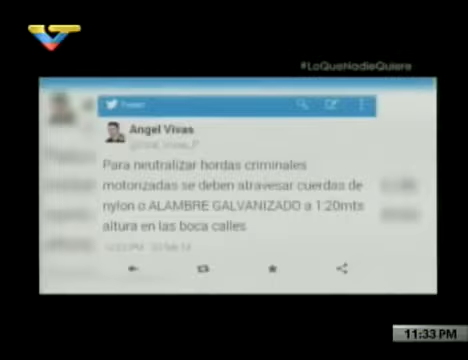 #LoQueNadieQuiere
Tweet
Angel Vivas
Para neutralizar hordas criminales
motorizadas se deben atravesar cuerdas de
nylon o ALAMBRE GALVANIZADO a 1.20mts
altura en las boca calles
11:33 PM